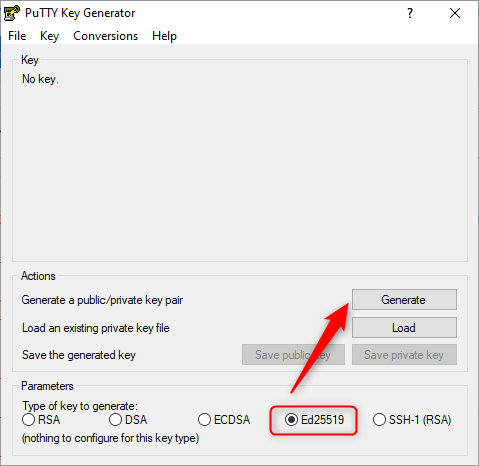 PuTTY Key Generator
File Key Conversions Help
Key
No key.
Actions
Generate a public/private key pair Generate
Load an existing private key file Load
Save the generated key Save public key Save private key
Parameters
Type of key to generate:
RSA DSA ECDSA Ed25519 SSH-1 (RSA)
(nothing to configure for this key type)